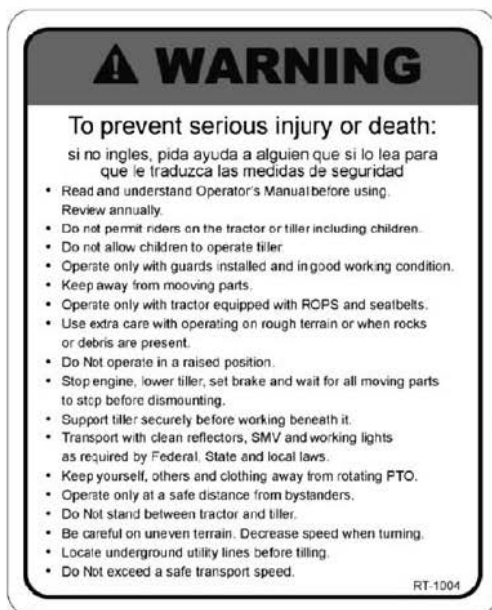 WARNING
To prevent serious injury or death:
si no ingles, pida ayuda a alguien que si lo lea para
que le traduzca las medidas de seguridad
• Read and understand Operator's Manual before using.
Review annually.
• Do not permit riders on the tractor or tiller including children.
• Do not allow children to operate tiller.
• Operate only with guards installed and in good working condition.
• Keep away from mooving parts.
• Operate only with tractor equipped with ROPS and seatbelts.
• Use extra care with operating on rough terrain or when rocks
or debris are present.
• Do Not operate in a raised position.
• Stop engine, lower tiller, set brake and wait for all moving parts
to stop before dismounting.
• Support tiller securely before working beneath it.
• Transport with clean reflectors, SMV and working lights
as required by Federal, State and local laws.
• Keep yourself, others and clothing away from rotating PTO.
• Operate only at a safe distance from bystanders.
• Do Not stand between tractor and tiller.
• Be careful on uneven terrain. Decrease speed when turning.
• Locate underground utility lines before tilling.
• Do Not exceed a safe transport speed.
RT-1004